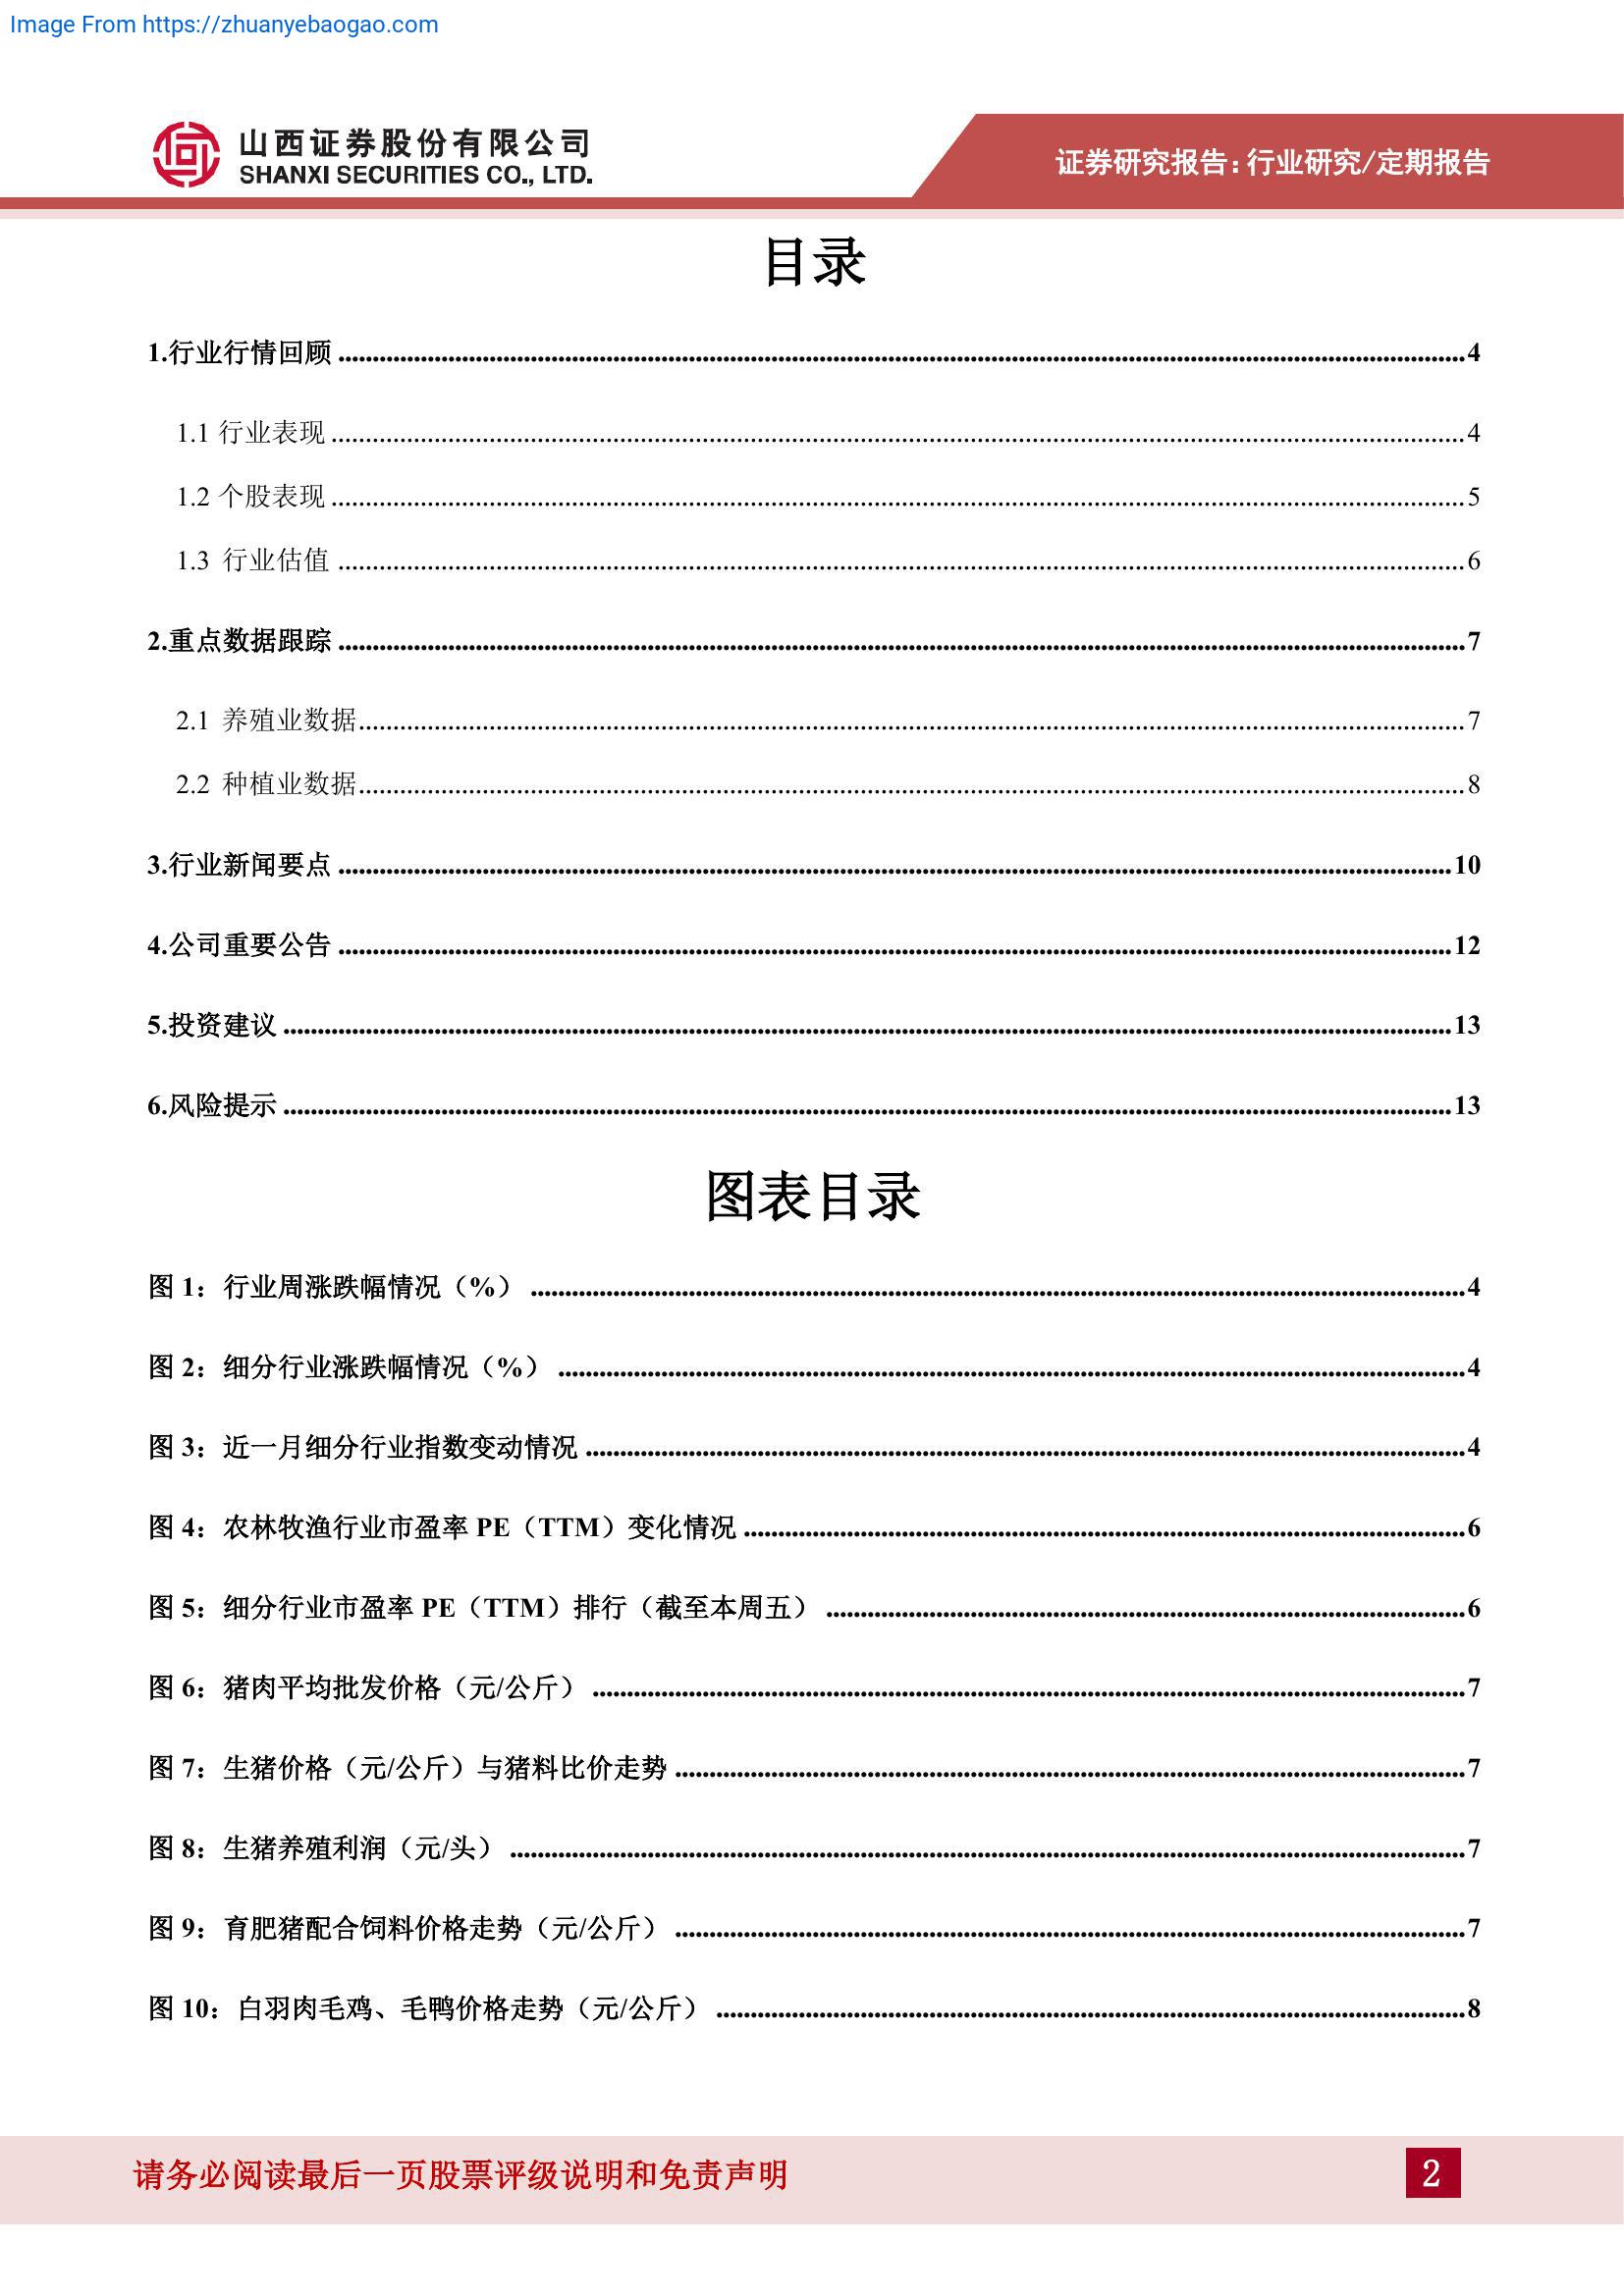 Image From https://zhuanyebaogao.com
山西证券股份有限公司
SHANXI SECURITIES CO., LTD.
证券研究报告:行业研究/定期报告
目录
1.行业行情回顾 ........ 4
1.1 行业表现 ........ 4
1.2 个股表现 ........ 5
1.3 行业估值 ........ 6
2.重点数据跟踪 ........ 7
2.1 养殖业数据 ........ 7
2.2 种植业数据 ........ 8
3.行业新闻要点 ........ 10
4.公司重要公告 ........ 12
5.投资建议 ........ 13
6.风险提示 ........ 13
图表目录
图 1：行业周涨跌幅情况（%） ........ 4
图 2：细分行业涨跌幅情况（%） ........ 4
图 3：近一月细分行业指数变动情况 ........ 4
图 4：农林牧渔行业市盈率 PE（TTM）变化情况 ........ 6
图 5：细分行业市盈率 PE（TTM）排行（截至本周五） ........ 6
图 6：猪肉平均批发价格（元/公斤） ........ 7
图 7：生猪价格（元/公斤）与猪料比价走势 ........ 7
图 8：生猪养殖利润（元/头） ........ 7
图 9：育肥猪配合饲料价格走势（元/公斤） ........ 7
图 10：白羽肉毛鸡、毛鸭价格走势（元/公斤） ........ 8
请务必阅读最后一页股票评级说明和免责声明
2